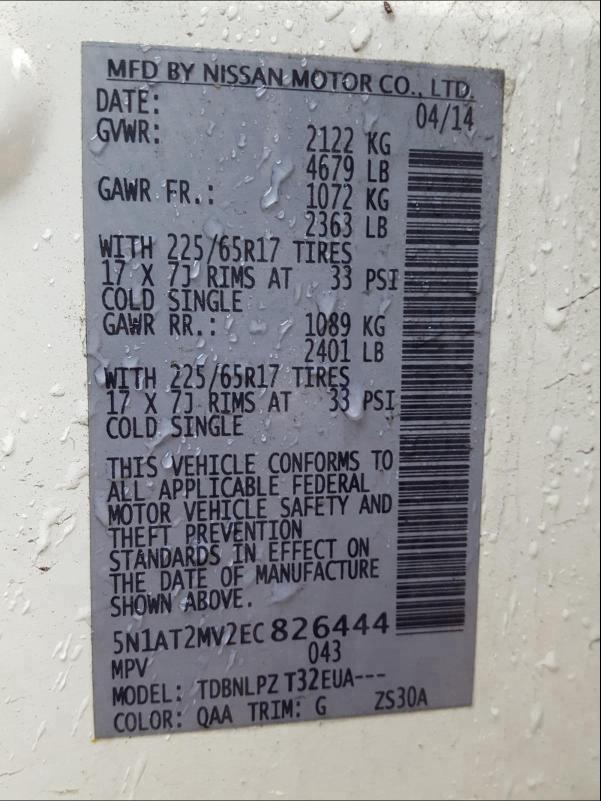 MFD BY NISSAN MOTOR CO., LTD.
DATE: 04/14
GVWR: 2122 KG
4679 LB
GAWR FR.: 1072 KG
2363 LB
WITH 225/65R17 TIRES
17 X 7J RIMS AT 33 PSI
COLD SINGLE
GAWR RR.: 1089 KG
2401 LB
WITH 225/65R17 TIRES
17 X 7J RIMS AT 33 PSI
COLD SINGLE
THIS VEHICLE CONFORMS TO
ALL APPLICABLE FEDERAL
MOTOR VEHICLE SAFETY AND
THEFT PREVENTION
STANDARDS IN EFFECT ON
THE DATE OF MANUFACTURE
SHOWN ABOVE.
5N1AT2MV2EC826444
MPV 043
MODEL: TDBNLPZ T32EUA---
COLOR: QAA TRIM: G ZS30A